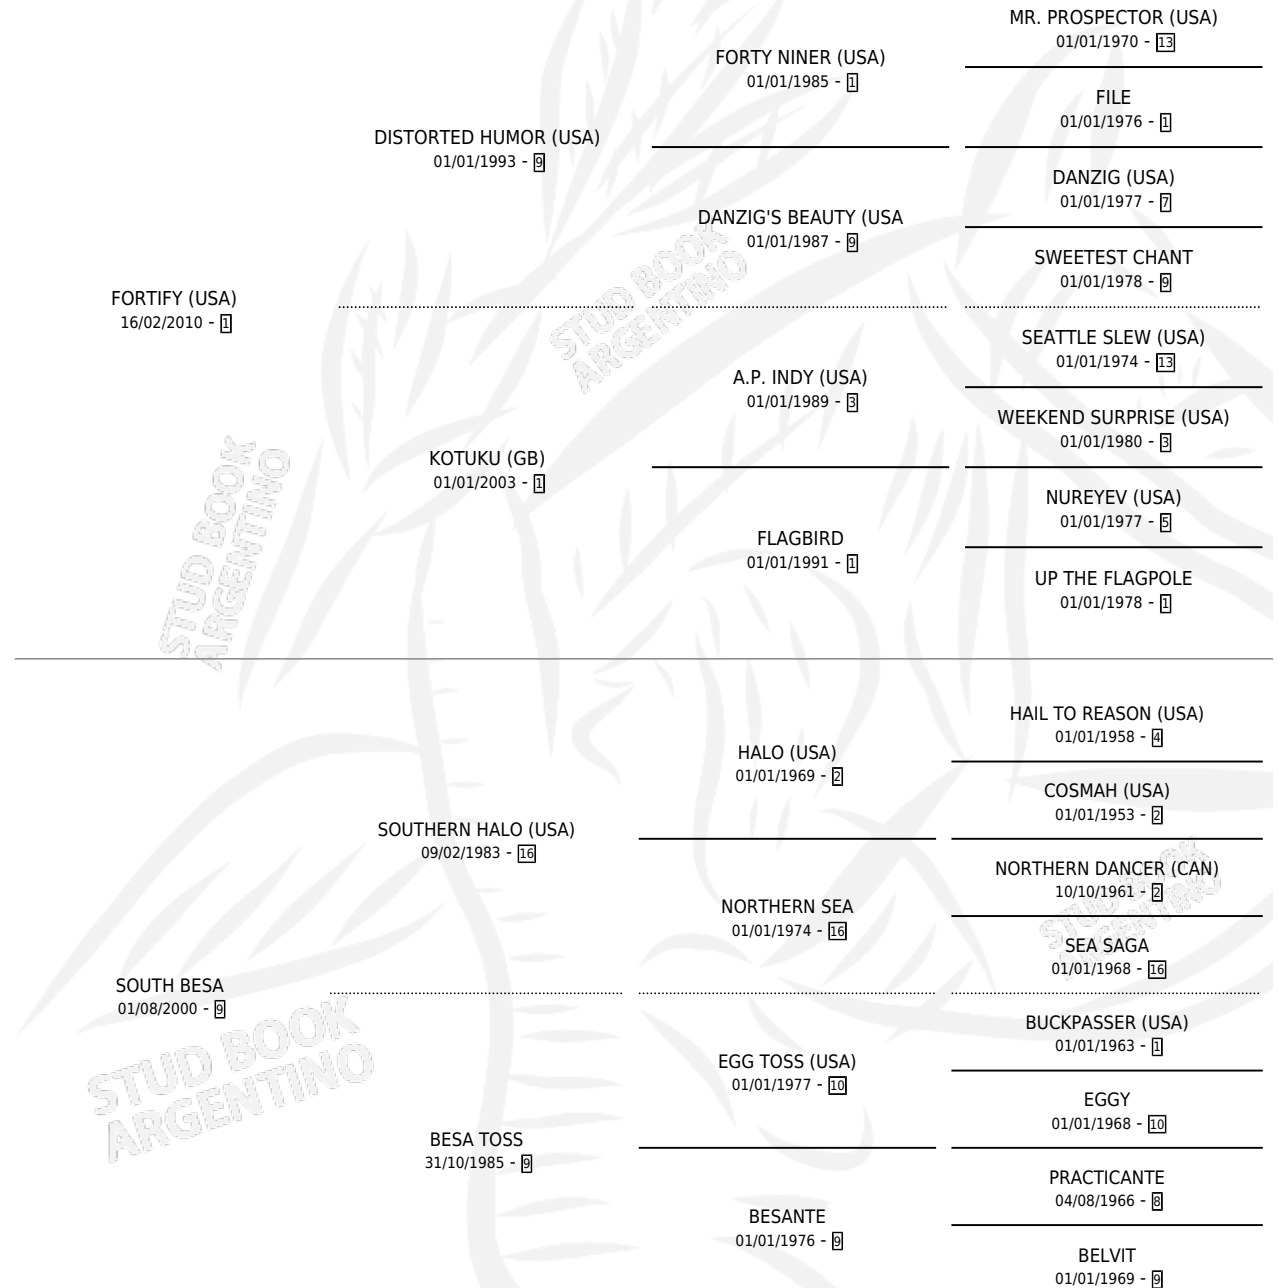 MR. PROSPECTOR (USA)
01/01/1970 - 13
FORTY NINER (USA)
01/01/1985 - 1
FILE
01/01/1976 - 1
DISTORTED HUMOR (USA)
01/01/1993 - 9
DANZIG (USA)
01/01/1977 - 7
DANZIG'S BEAUTY (USA
01/01/1987 - 9
SWEETEST CHANT
01/01/1978 - 9
FORTIFY (USA)
16/02/2010 - 1
SEATTLE SLEW (USA)
01/01/1974 - 13
A.P. INDY (USA)
01/01/1989 - 3
WEEKEND SURPRISE (USA)
01/01/1980 - 3
KOTUKU (GB)
01/01/2003 - 1
NUREYEV (USA)
01/01/1977 - 5
FLAGBIRD
01/01/1991 - 1
UP THE FLAGPOLE
01/01/1978 - 1
HAIL TO REASON (USA)
01/01/1958 - 4
HALO (USA)
01/01/1969 - 2
COSMAH (USA)
01/01/1953 - 2
SOUTHERN HALO (USA)
09/02/1983 - 16
NORTHERN DANCER (CAN)
10/10/1961 - 2
NORTHERN SEA
01/01/1974 - 16
SEA SAGA
01/01/1968 - 16
SOUTH BESA
01/08/2000 - 9
BUCKPASSER (USA)
01/01/1963 - 1
EGG TOSS (USA)
01/01/1977 - 10
EGGY
01/01/1968 - 10
BESA TOSS
31/10/1985 - 9
PRACTICANTE
04/08/1966 - 8
BESANTE
01/01/1976 - 9
BELVIT
01/01/1969 - 9
STUD BOOK
ARGENTINO
STUD BOOK
ARGENTINO
STUD BOOK
ARGENTINO
STUD BOOK
ARGENTINO